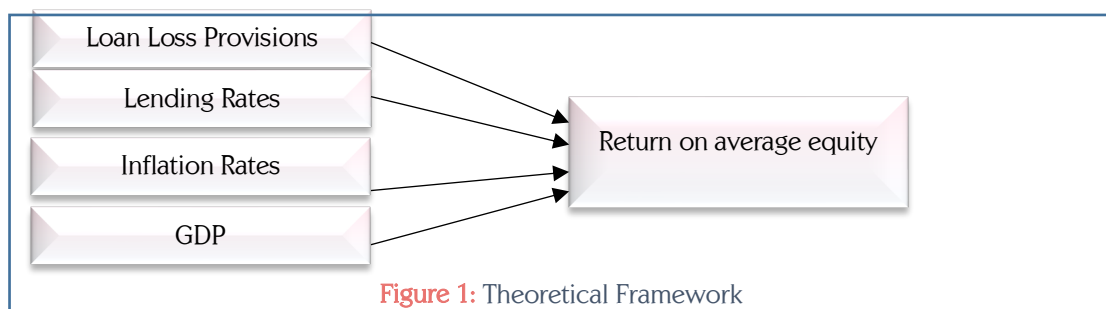 Loan Loss Provisions
Lending Rates
Inflation Rates
GDP
Return on average equity
Figure 1: Theoretical Framework